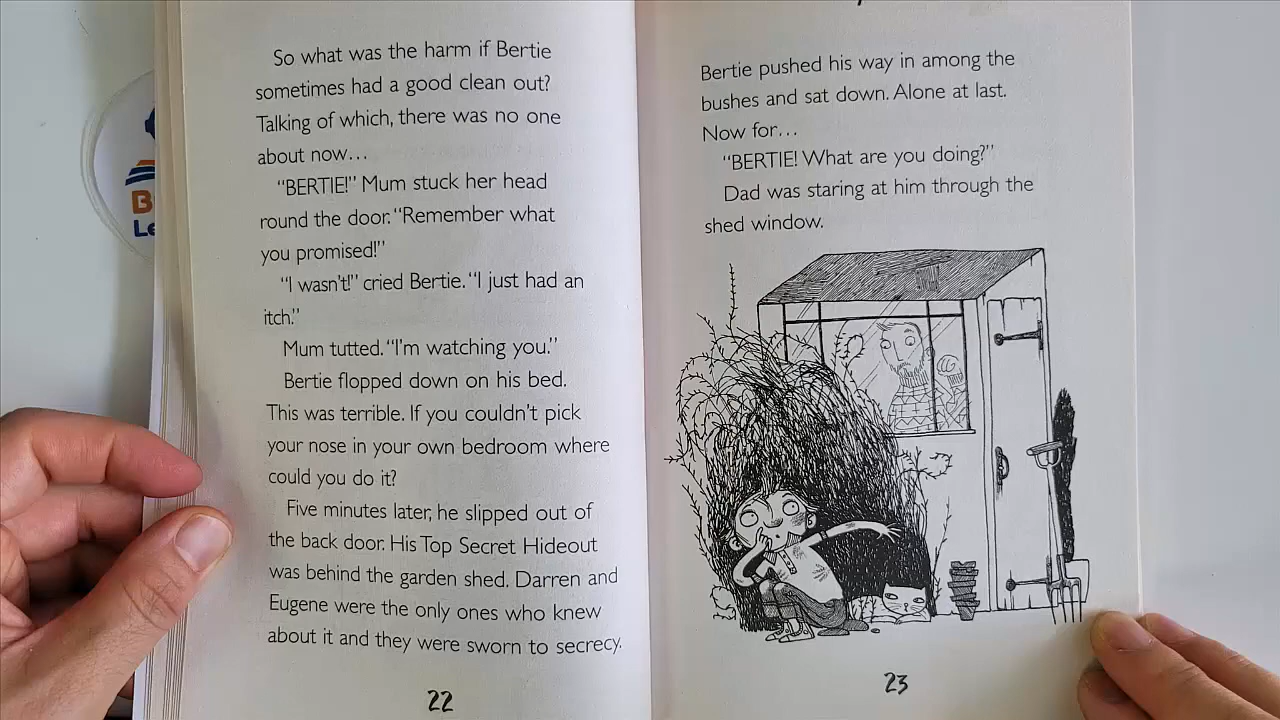 So what was the harm if Bertie
sometimes had a good clean out?
Talking of which, there was no one
about now…
“BERTIE!” Mum stuck her head
round the door. “Remember what
you promised!”
“I wasn’t!” cried Bertie. “I just had an
itch.”
Mum tutted. “I’m watching you.”
Bertie flopped down on his bed.
This was terrible. If you couldn’t pick
your nose in your own bedroom where
could you do it?
Five minutes later, he slipped out of
the back door. His Top Secret Hideout
was behind the garden shed. Darren and
Eugene were the only ones who knew
about it and they were sworn to secrecy.
22
Bertie pushed his way in among the
bushes and sat down. Alone at last.
Now for…
“BERTIE! What are you doing?”
Dad was staring at him through the
shed window.
23